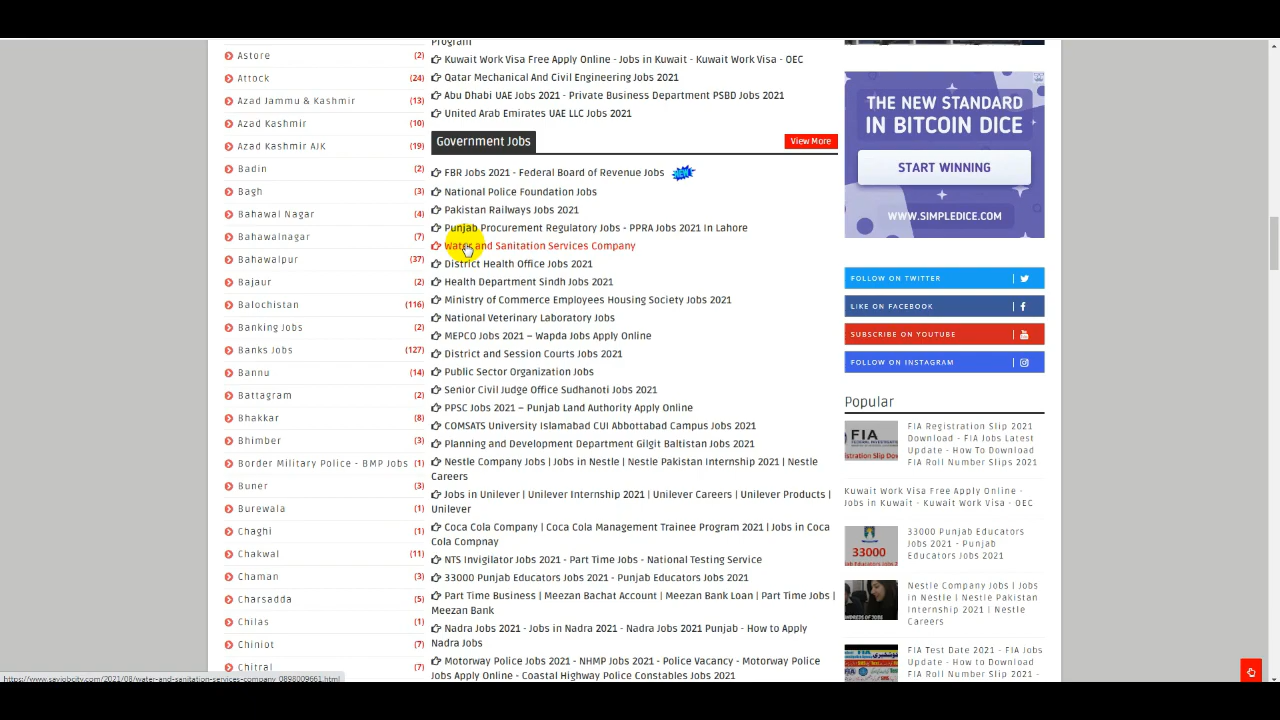 Program
Astore (2)
Attock (24)
Azad Jammu & Kashmir (13)
Azad Kashmir (10)
Azad Kashmir AJK (19)
Badin (2)
Bagh (3)
Bahawal Nagar (4)
Bahawalnagar (7)
Bahawalpur (37)
Bajaur (2)
Balochistan (116)
Banking Jobs (2)
Banks Jobs (127)
Bannu (14)
Battagram (2)
Bhakkar (8)
Bhimber (3)
Border Military Police - BMP Jobs (1)
Buner (3)
Burewala (1)
Chaghi (1)
Chakwal (11)
Chaman (3)
Charsadda (5)
Chilas (1)
Chiniot (7)
Chitral
Kuwait Work Visa Free Apply Online - Jobs in Kuwait - Kuwait Work Visa - OEC
Qatar Mechanical And Civil Engineering Jobs 2021
Abu Dhabi UAE Jobs 2021 - Private Business Department PSBD Jobs 2021
United Arab Emirates UAE LLC Jobs 2021
Government Jobs View More
FBR Jobs 2021 - Federal Board of Revenue Jobs
National Police Foundation Jobs
Pakistan Railways Jobs 2021
Punjab Procurement Regulatory Jobs - PPRA Jobs 2021 In Lahore
Water and Sanitation Services Company
District Health Office Jobs 2021
Health Department Sindh Jobs 2021
Ministry of Commerce Employees Housing Society Jobs 2021
National Veterinary Laboratory Jobs
MEPCO Jobs 2021 – Wapda Jobs Apply Online
District and Session Courts Jobs 2021
Public Sector Organization Jobs
Senior Civil Judge Office Sudhanoti Jobs 2021
PPSC Jobs 2021 – Punjab Land Authority Apply Online
COMSATS University Islamabad CUI Abbottabad Campus Jobs 2021
Planning and Development Department Gilgit Baltistan Jobs 2021
Nestle Company Jobs | Jobs in Nestle | Nestle Pakistan Internship 2021 | Nestle
Careers
Jobs in Unilever | Unilever Internship 2021 | Unilever Careers | Unilever Products |
Unilever
Coca Cola Company | Coca Cola Management Trainee Program 2021 | Jobs in Coca
Cola Compnay
NTS Invigilator Jobs 2021 - Part Time Jobs - National Testing Service
33000 Punjab Educators Jobs 2021 - Punjab Educators Jobs 2021
Part Time Business | Meezan Bachat Account | Meezan Bank Loan | Part Time Jobs |
Meezan Bank
Nadra Jobs 2021 - Jobs in Nadra 2021 - Nadra Jobs 2021 Punjab - How to Apply
Nadra Jobs
Motorway Police Jobs 2021 - NHMP Jobs 2021 - Police Vacancy - Motorway Police
Jobs Apply Online - Coastal Highway Police Constables Jobs 2021
THE NEW STANDARD
IN BITCOIN DICE
START WINNING
WWW.SIMPLEDICE.COM
FOLLOW ON TWITTER
LIKE ON FACEBOOK
SUBSCRIBE ON YOUTUBE
FOLLOW ON INSTAGRAM
Popular
FIA
FIA Registration Slip 2021
Download - FIA Jobs Latest
Update - How To Download
FIA Roll Number Slips 2021
Kuwait Work Visa Free Apply Online -
Jobs in Kuwait - Kuwait Work Visa - OEC
33000
33000 Punjab Educators
Jobs 2021 - Punjab
Educators Jobs 2021
Nestle Company Jobs | Jobs
in Nestle | Nestle Pakistan
Internship 2021 | Nestle
Careers
FIA Test Date 2021 - FIA Jobs
Update - How to Download
FIA Roll Number Slip 2021 -
https://www.savjobcity.com/2021/08/water-and-sanitation-services-company_0898009661.html